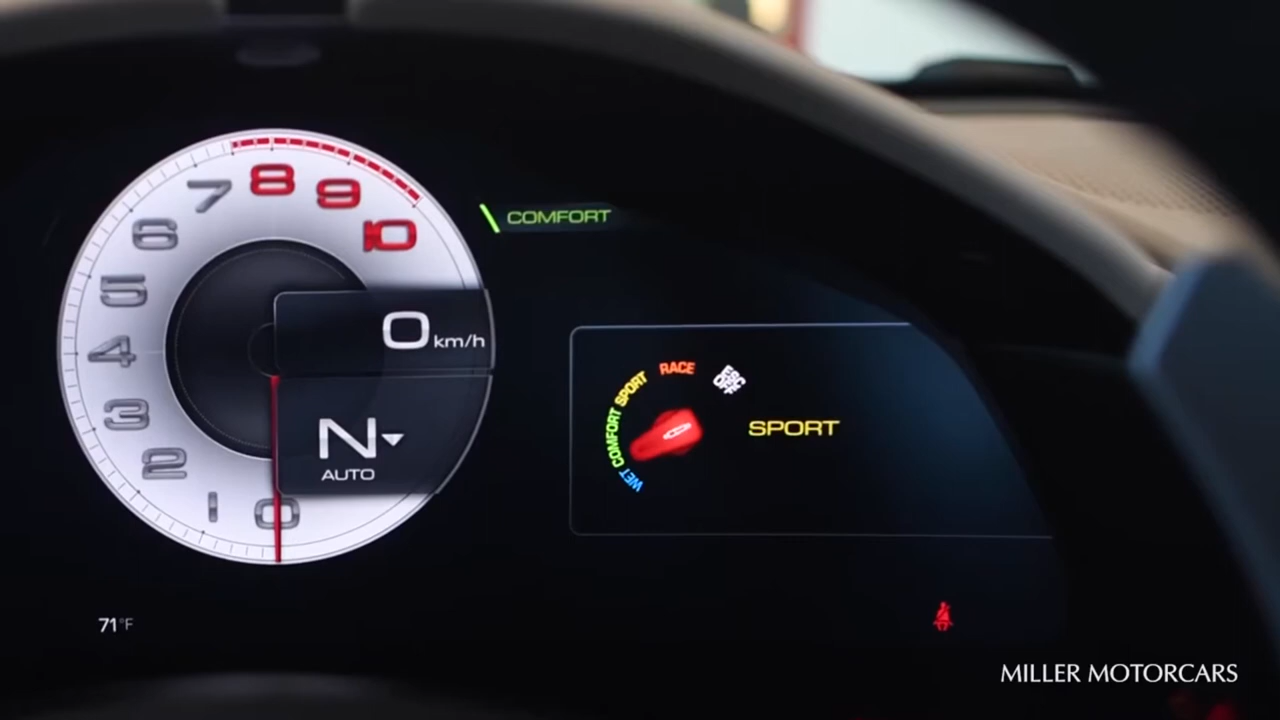 7
8
9
10
6
5
4
3
2
1
0
COMFORT
0 km/h
N
AUTO
WET COMFORT SPORT RACE ESC OFF
SPORT
71°F
MILLER MOTORCARS